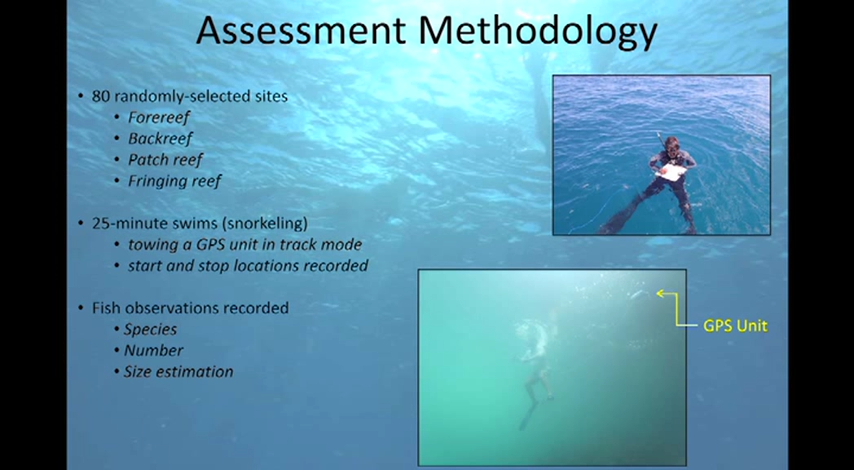 Assessment Methodology
• 80 randomly-selected sites
• Forereef
• Backreef
• Patch reef
• Fringing reef
• 25-minute swims (snorkeling)
• towing a GPS unit in track mode
• start and stop locations recorded
• Fish observations recorded
• Species
• Number
• Size estimation
GPS Unit